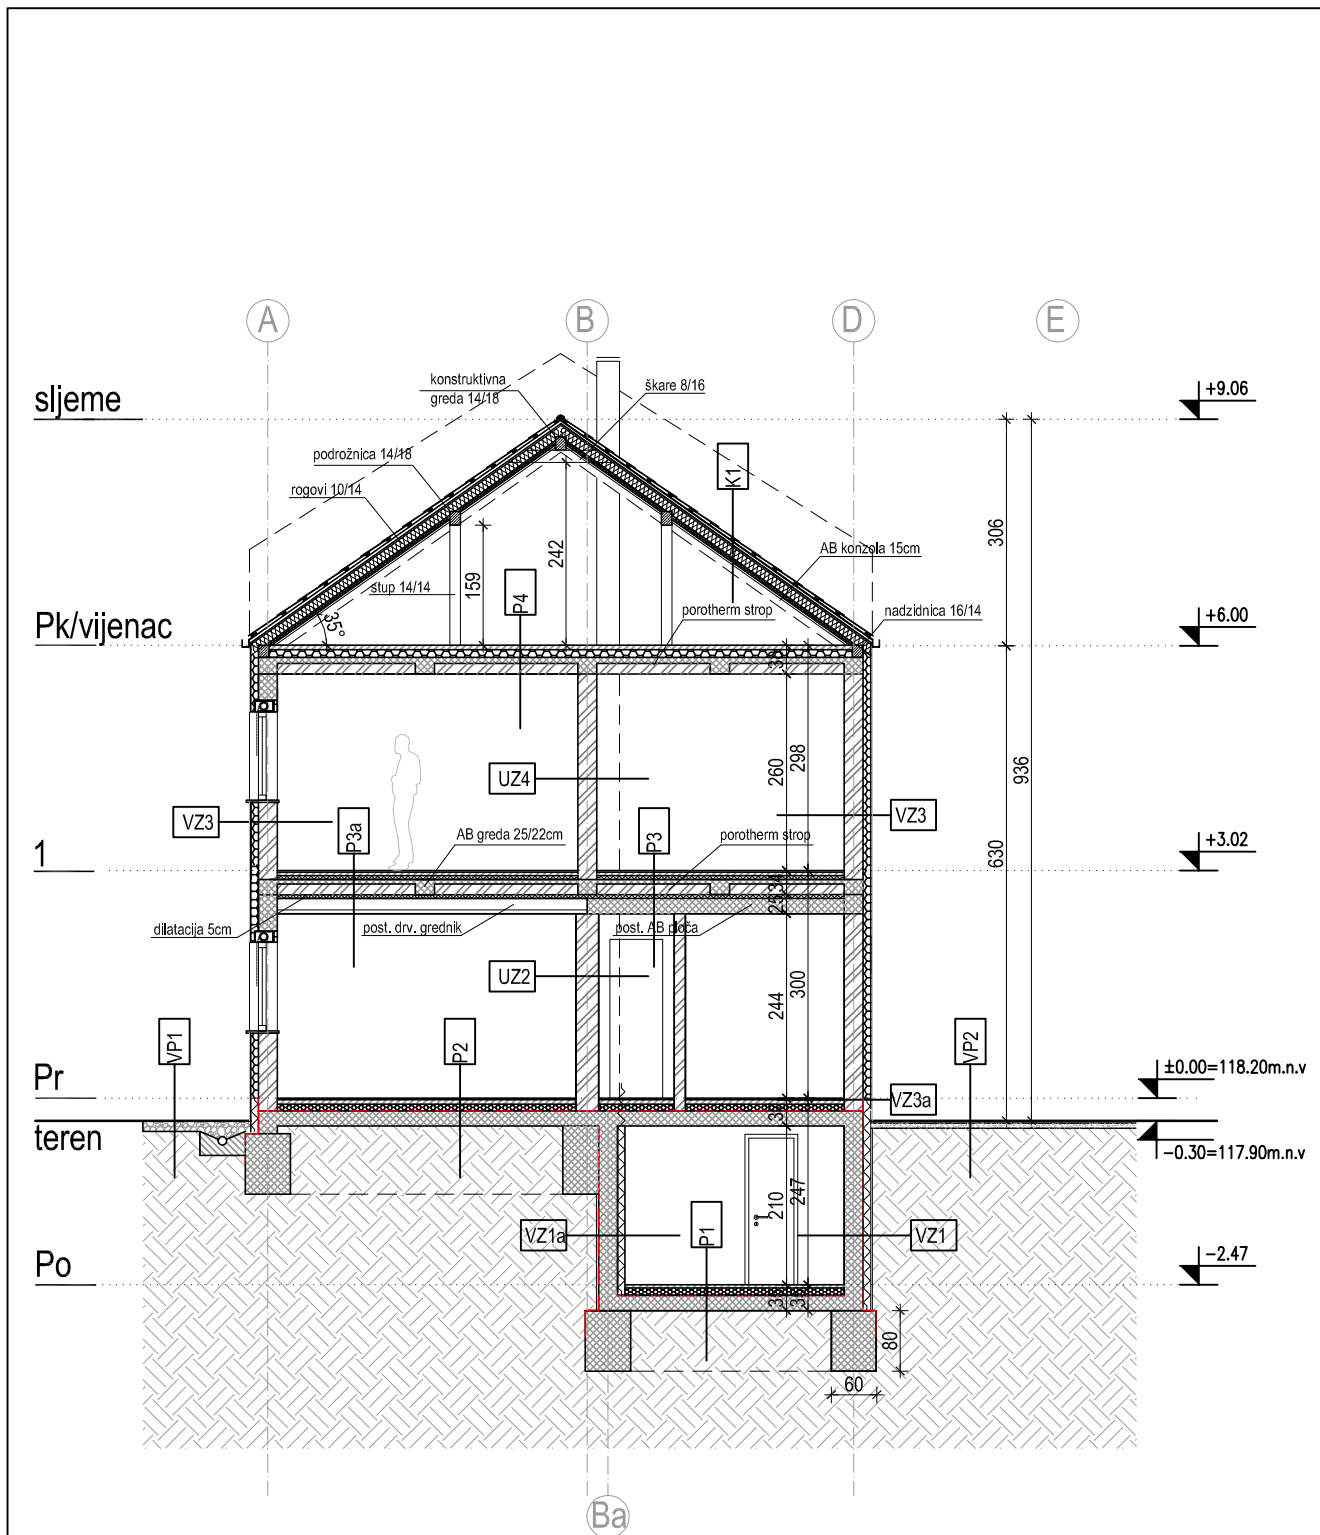 A
B
D
E
sljeme
konstruktivna
greda 14/18
škare 8/16
+9.06
podrožnica 14/18
rogovi 10/14
K1
306
242
159
AB konzola 15cm
stup 14/14
P4
porotherm strop
nadzidnica 16/14
35°
Pk/vijenac
+6.00
UZ4
260
298
936
VZ3
P3a
AB greda 25/22cm
P3
porotherm strop
VZ3
1
630
+3.02
34
25
dilatacija 5cm
post. drv. grednik
post. AB ploča
UZ2
244
300
VP1
P2
VP2
Pr
±0.00=118.20m.n.v
VZ3a
teren
-0.30=117.90m.n.v
210
247
VZ1a
P1
VZ1
Po
-2.47
80
60
Ba